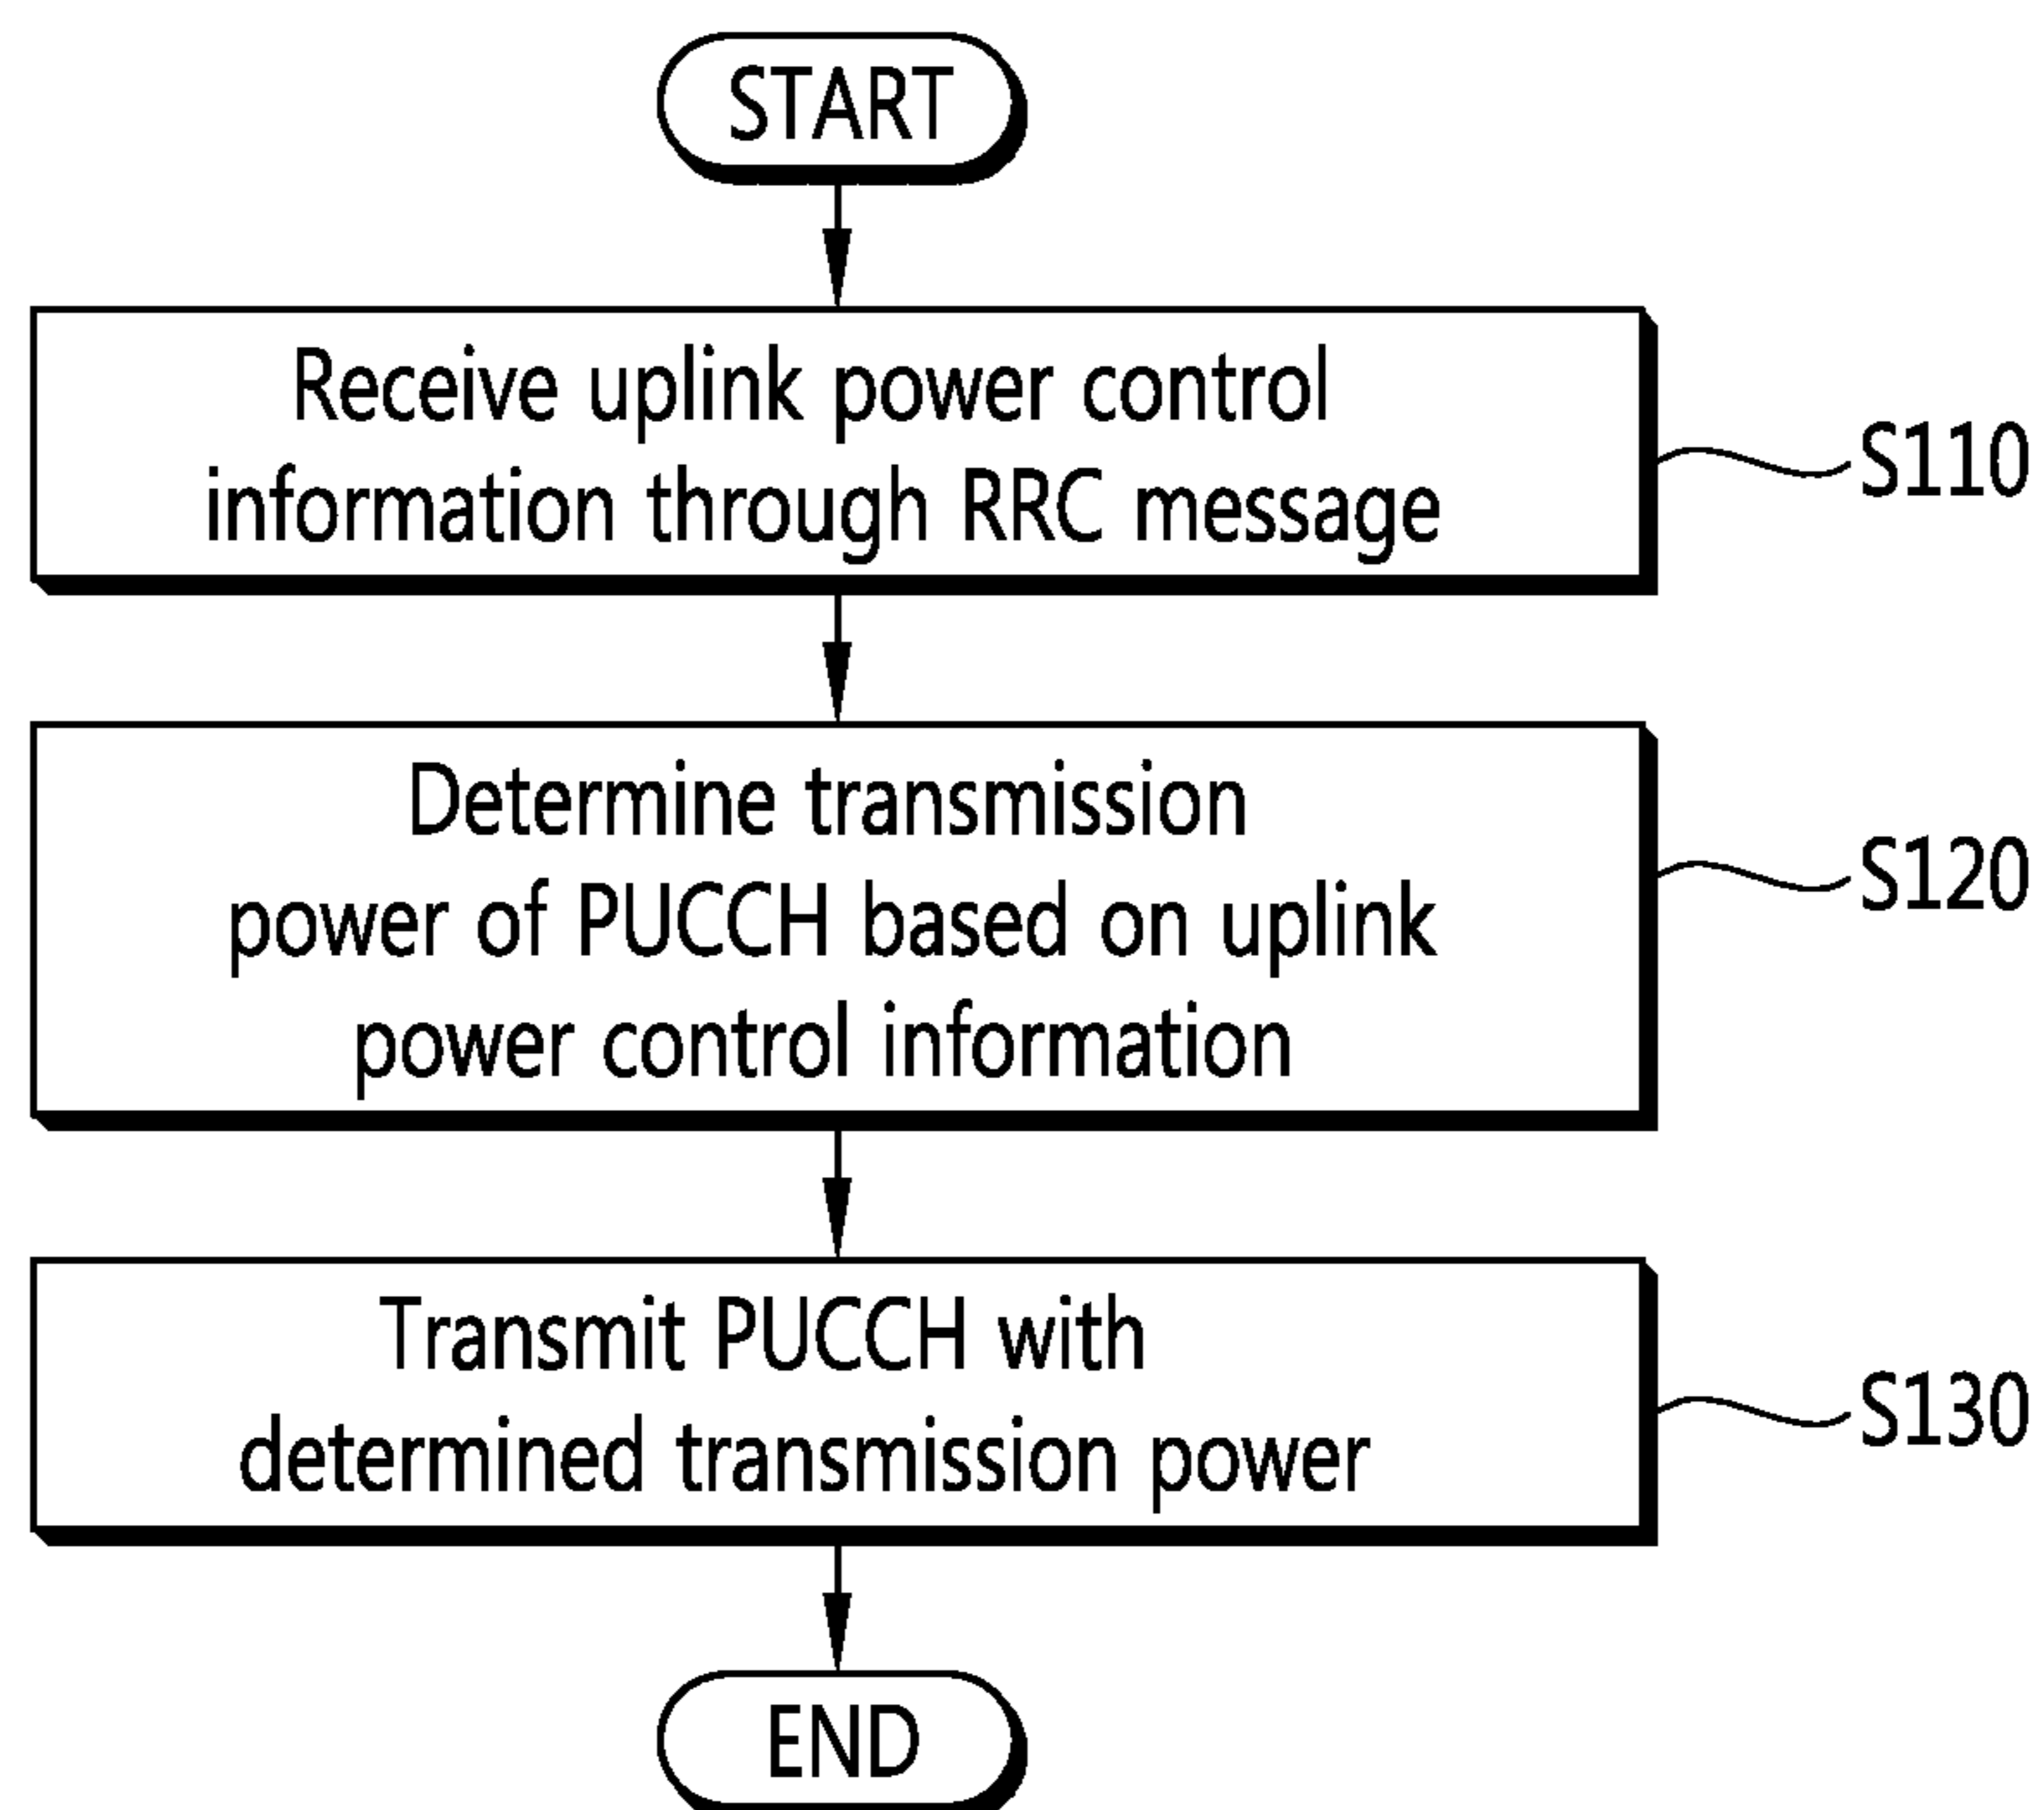 START
Receive uplink power control
information through RRC message
S110
Determine transmission
power of PUCCH based on uplink
power control information
S120
Transmit PUCCH with
determined transmission power
S130
END